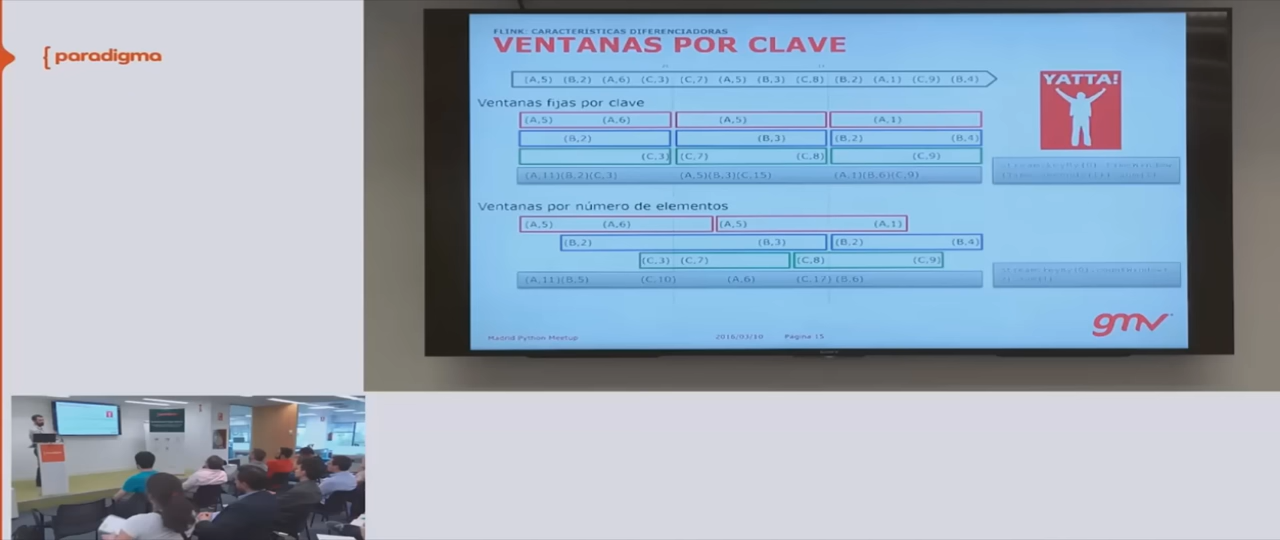 {paradigma
FLINK: CARACTERÍSTICAS DIFERENCIADORAS
VENTANAS POR CLAVE
(A,5) (B,2) (A,6) (C,3) (C,7) (A,5) (B,3) (C,8) (B,2) (A,1) (C,9) (B,4)
YATTA!
Ventanas fijas por clave
(A,5) (A,6) (A,5) (A,1)
(B,2) (B,3) (B,2) (B,4)
(C,3) (C,7) (C,8) (C,9)
(A,11)(B,2)(C,3) (A,5)(B,3)(C,15) (A,1)(B,6)(C,9)
Ventanas por número de elementos
(A,5) (A,6) (A,5) (A,1)
(B,2) (B,3) (B,2) (B,4)
(C,3) (C,7) (C,8) (C,9)
(A,11)(B,5) (C,10) (A,6) (C,17)(B,6)
gmv
Madrid Python Meetup 2016/03/10 Página 15